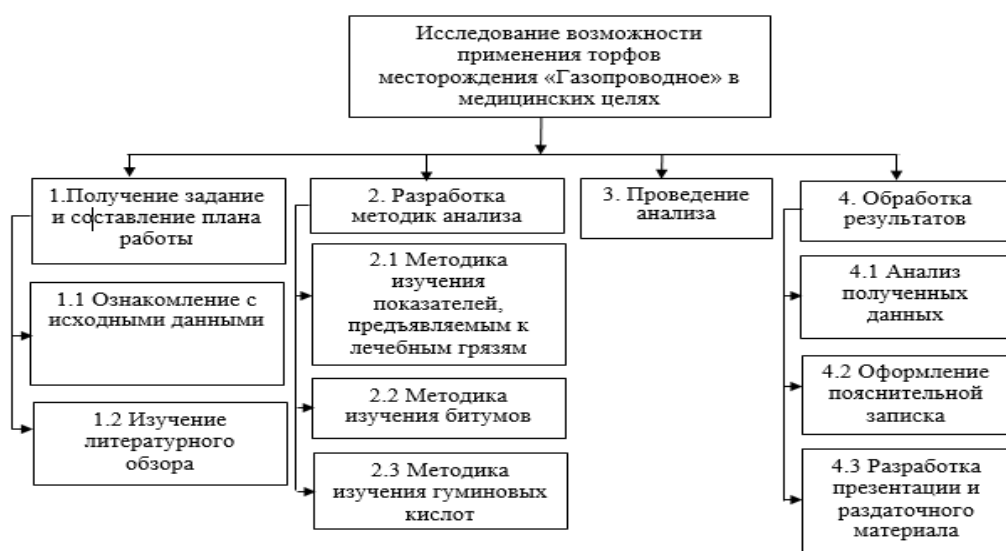 Исследование возможности
применения торфов
месторождения «Газопроводное» в
медицинских целях
1.Получение задание
и составление плана
работы
1.1 Ознакомление с
исходными данными
1.2 Изучение
литературного
обзора
2. Разработка
методик анализа
2.1 Методика
изучения
показателей,
предъявляемым к
лечебным грязям
2.2 Методика
изучения битумов
2.3 Методика
изучения гуминовых
кислот
3. Проведение
анализа
4. Обработка
результатов
4.1 Анализ
полученных
данных
4.2 Оформление
пояснительной
записка
4.3 Разработка
презентации и
раздаточного
материала